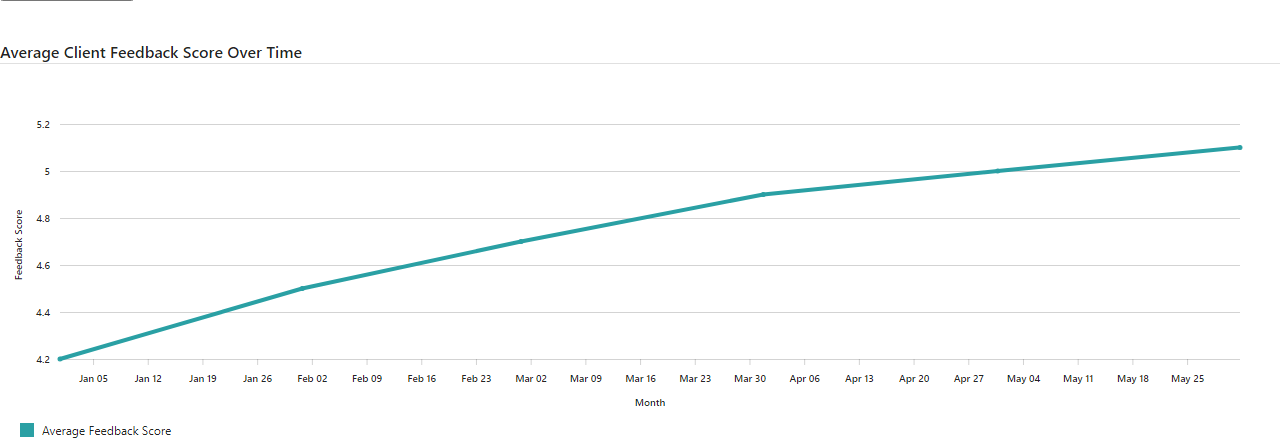 Average Client Feedback Score Over Time
5.2
5
4.8
4.6
4.4
4.2
Feedback Score
Jan 05 Jan 12 Jan 19 Jan 26 Feb 02 Feb 09 Feb 16 Feb 23 Mar 02 Mar 09 Mar 16 Mar 23 Mar 30 Apr 06 Apr 13 Apr 20 Apr 27 May 04 May 11 May 18 May 25
Month
Average Feedback Score